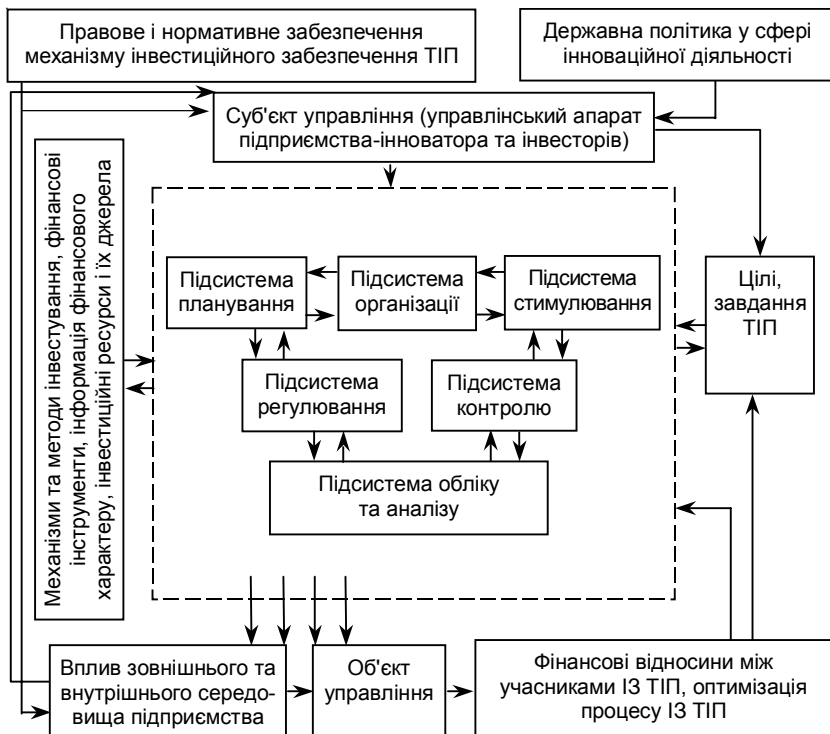 Правове і нормативне забезпечення
механізму інвестиційного забезпечення ТІП
Державна політика у сфері
інноваційної діяльності
Суб'єкт управління (управлінський апарат
підприємства-інноватора та інвесторів)
Механізми та методи інвестування, фінансові
інструменти, інформація фінансового
характеру, інвестиційні ресурси і їх джерела
Підсистема
планування
Підсистема
організації
Підсистема
стимулювання
Цілі,
завдання
ТІП
Підсистема
регулювання
Підсистема
контролю
Підсистема обліку
та аналізу
Вплив зовнішнього та
внутрішнього середо-
вища підприємства
Об'єкт
управління
Фінансові відносини між
учасниками ІЗ ТІП, оптимізація
процесу ІЗ ТІП